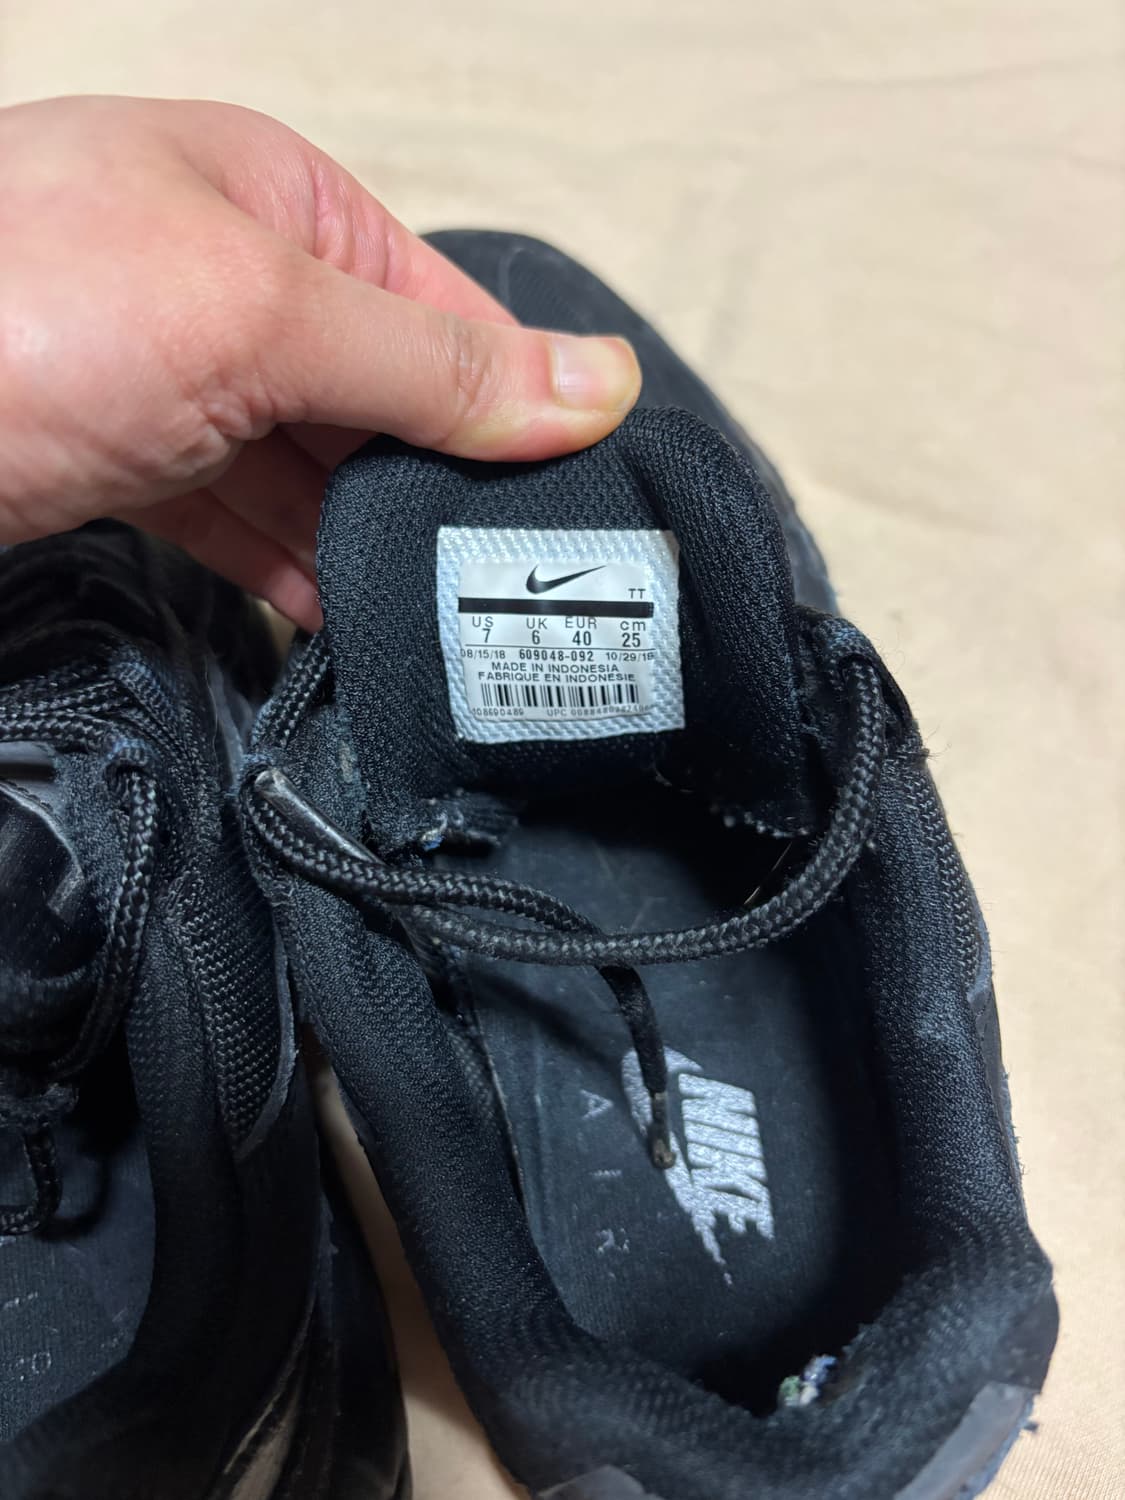 TT
US UK EUR cm
7 6 40 25
08/15/18 609048-092 10/29/18
MADE IN INDONESIA
FABRIQUE EN INDONESIE
108690489 UPC
NIKE
AIR